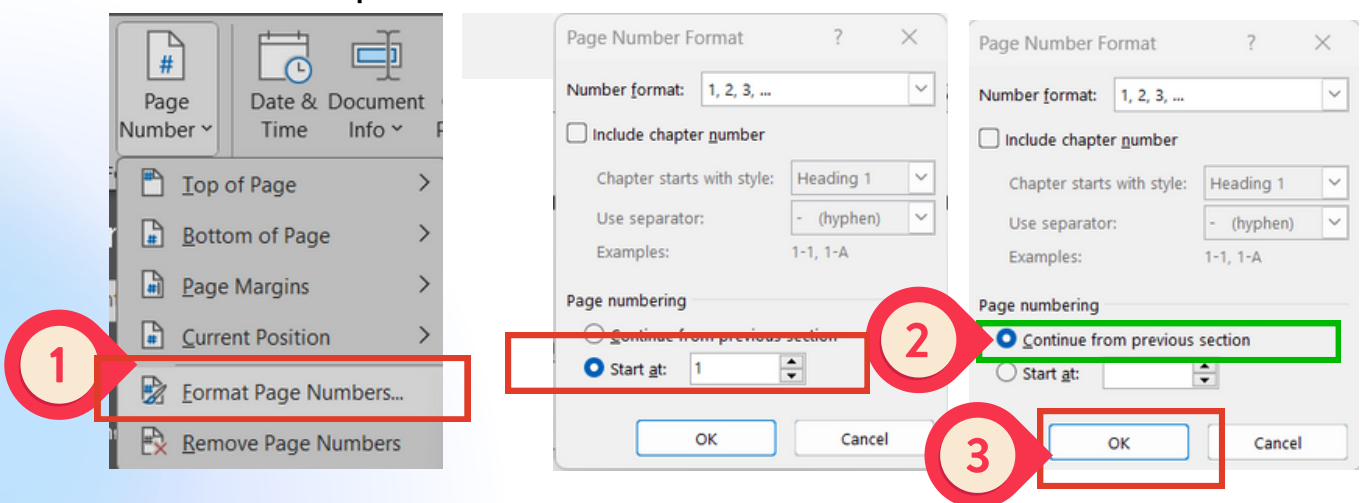 Page
Number
Date &
Time
Document
Info
Top of Page
Bottom of Page
Page Margins
Current Position
Format Page Numbers...
Remove Page Numbers
1
Page Number Format ?
Number format: 1, 2, 3, ...
Include chapter number
Chapter starts with style: Heading 1
Use separator: - (hyphen)
Examples: 1-1, 1-A
Page numbering
Continue from previous section
Start at: 1
OK Cancel
2
Page Number Format ?
Number format: 1, 2, 3, ...
Include chapter number
Chapter starts with style: Heading 1
Use separator: - (hyphen)
Examples: 1-1, 1-A
Page numbering
Continue from previous section
Start at:
3
OK Cancel